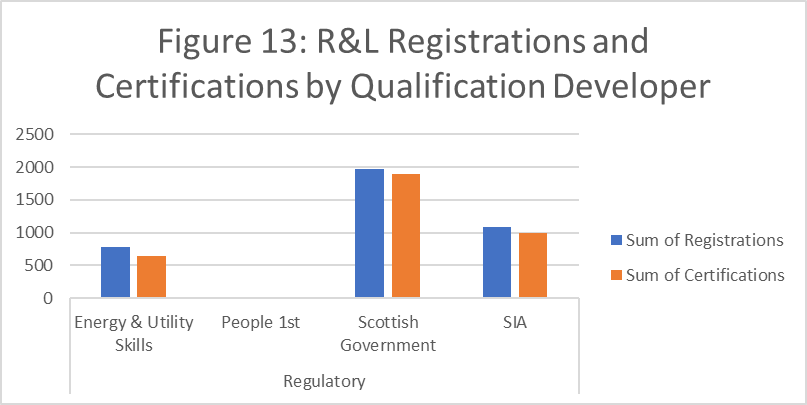 Figure 13: R&L Registrations and
Certifications by Qualification Developer
2500
2000
1500
1000
500
0
Energy & Utility
Skills
People 1st
Scottish
Government
SIA
Regulatory
Sum of Registrations
Sum of Certifications